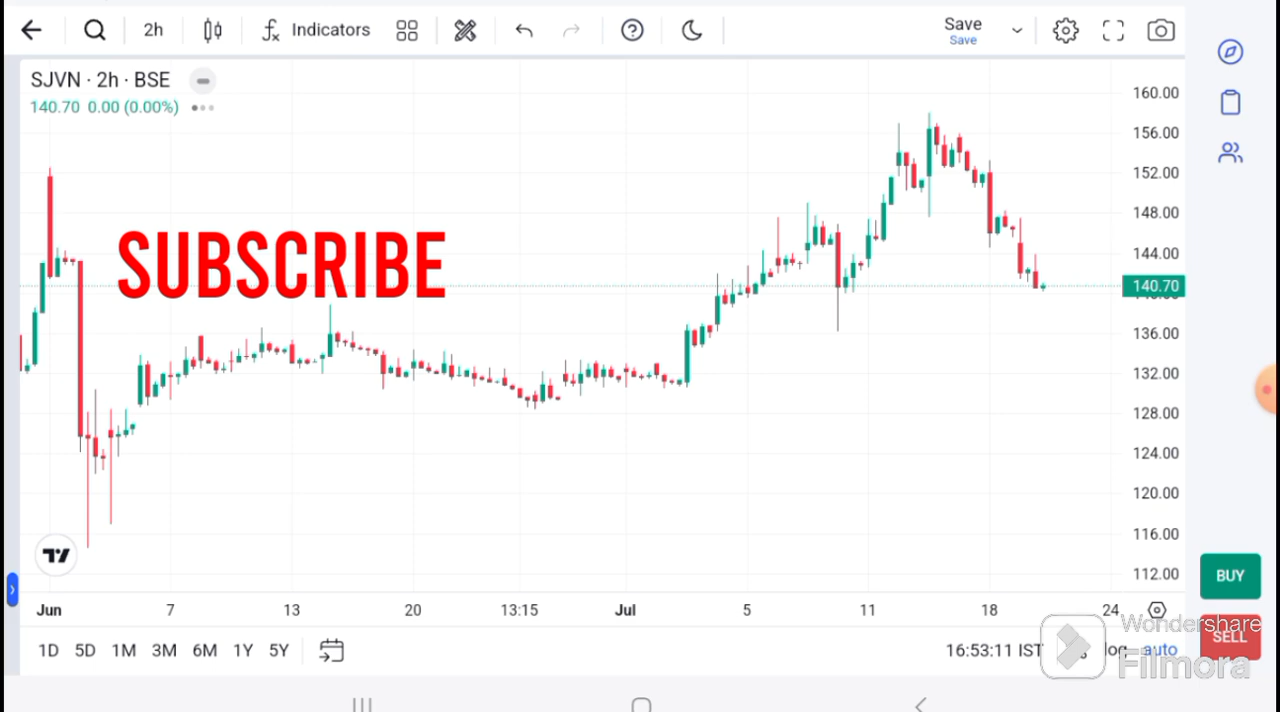 2h
Indicators
Save
Save
SJVN · 2h · BSE
140.70 0.00 (0.00%)
160.00
156.00
152.00
148.00
144.00
140.70
136.00
132.00
128.00
124.00
120.00
116.00
112.00
SUBSCRIBE
BUY
SELL
Jun 7 13 20 13:15 Jul 5 11 18 24
1D 5D 1M 3M 6M 1Y 5Y
16:53:11 IST
log auto
Wondershare
Filmora